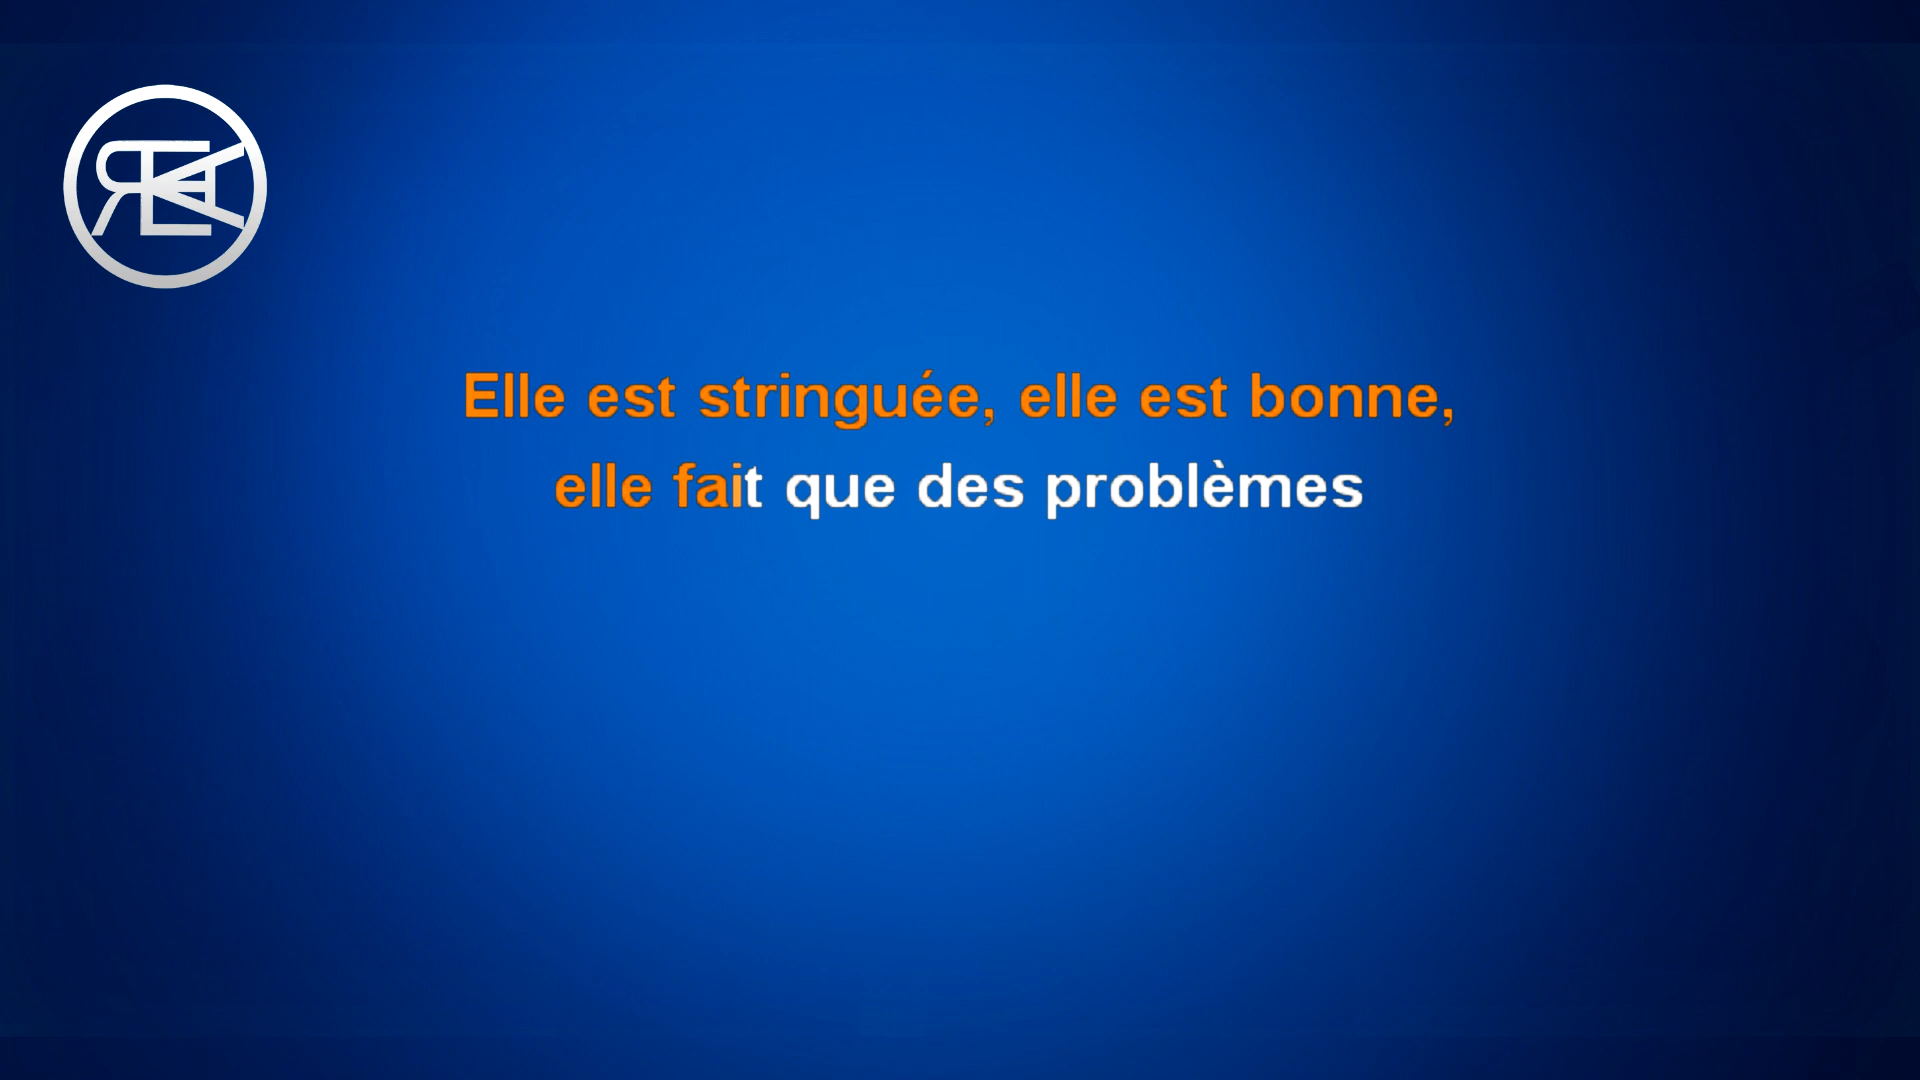 Elle est stringuée, elle est bonne,
elle fait que des problèmes